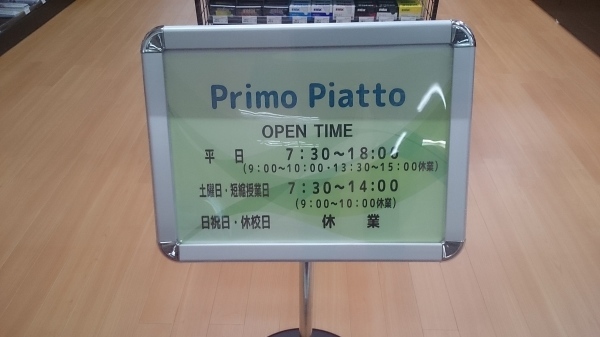 Primo Piatto
OPEN TIME
平　日　7：30～18：00
（9：00～10：00・13：30～15：00休業）
土曜日・短縮授業日　7：30～14：00
（9：00～10：00休業）
日祝日・休校日　休　業